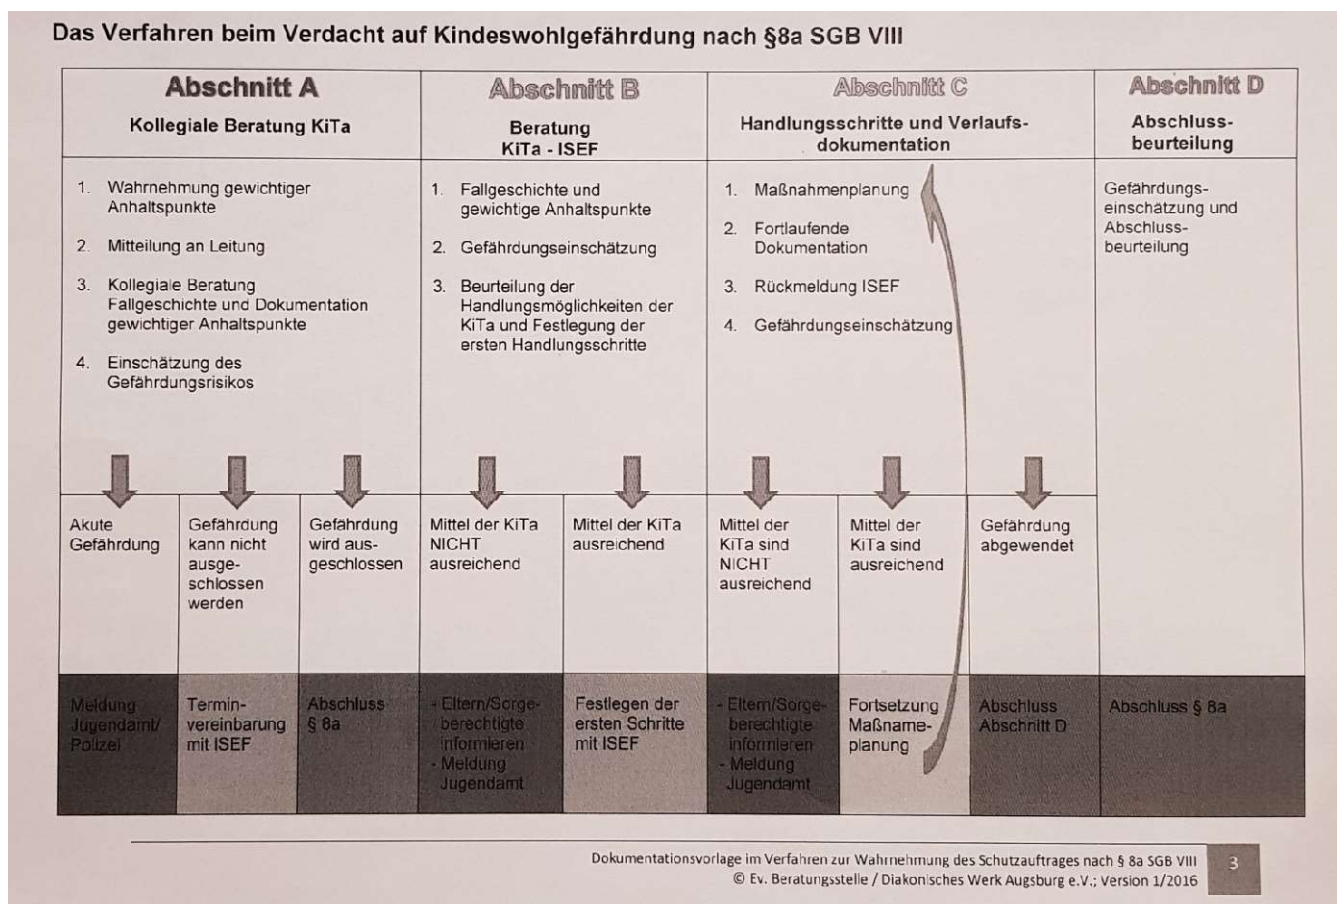 Das Verfahren beim Verdacht auf Kindeswohlgefährdung nach §8a SGB VIII
Abschnitt A
Kollegiale Beratung KiTa
1. Wahrnehmung gewichtiger
Anhaltspunkte
2. Mitteilung an Leitung
3. Kollegiale Beratung
Fallgeschichte und Dokumentation
gewichtiger Anhaltspunkte
4. Einschätzung des
Gefährdungsrisikos
Akute
Gefährdung
Meldung
Jugendamt/
Polizei
Gefährdung
kann nicht
ausge-
schlossen
werden
Termin-
vereinbarung
mit ISEF
Gefährdung
wird aus-
geschlossen
Abschluss
§ 8a
Abschnitt B
Beratung
KiTa - ISEF
1. Fallgeschichte und
gewichtige Anhaltspunkte
2. Gefährdungseinschätzung
3. Beurteilung der
Handlungsmöglichkeiten der
KiTa und Festlegung der
ersten Handlungsschritte
Mittel der KiTa
NICHT
ausreichend
- Eltern/Sorge-
berechtigte
informieren
- Meldung
Jugendamt
Mittel der KiTa
ausreichend
Festlegen der
ersten Schritte
mit ISEF
Abschnitt C
Handlungsschritte und Verlaufs-
dokumentation
1. Maßnahmenplanung
2. Fortlaufende
Dokumentation
3. Rückmeldung ISEF
4. Gefährdungseinschätzung
Mittel der
KiTa sind
NICHT
ausreichend
- Eltern/Sorge-
berechtigte
informieren
- Meldung
Jugendamt
Mittel der
KiTa sind
ausreichend
Fortsetzung
Maßname-
planung
Gefährdung
abgewendet
Abschluss
Abschnitt D
Abschnitt D
Abschluss-
beurteilung
Gefährdungs-
einschätzung und
Abschluss-
beurteilung
Abschluss § 8a
Dokumentationsvorlage im Verfahren zur Wahrnehmung des Schutzauftrages nach § 8a SGB VIII
© Ev. Beratungsstelle / Diakonisches Werk Augsburg e.V.; Version 1/2016
3